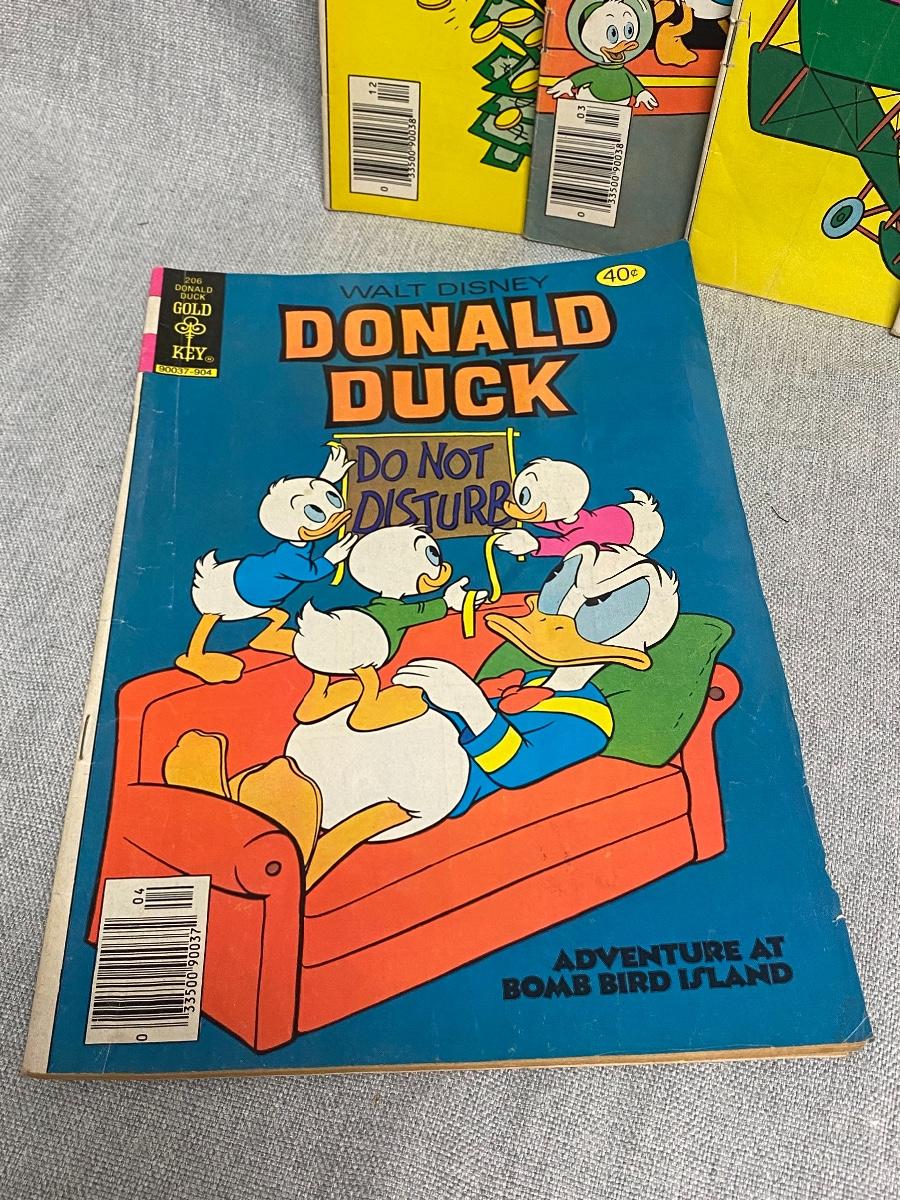 12
0
33500 90038
03
0
33500 90038
206
DONALD
DUCK
GOLD
KEY®
90037-904
WALT DISNEY
40¢
DONALD
DUCK
DO NOT
DISTURB
04
0
33500 90037
ADVENTURE AT
BOMB BIRD ISLAND